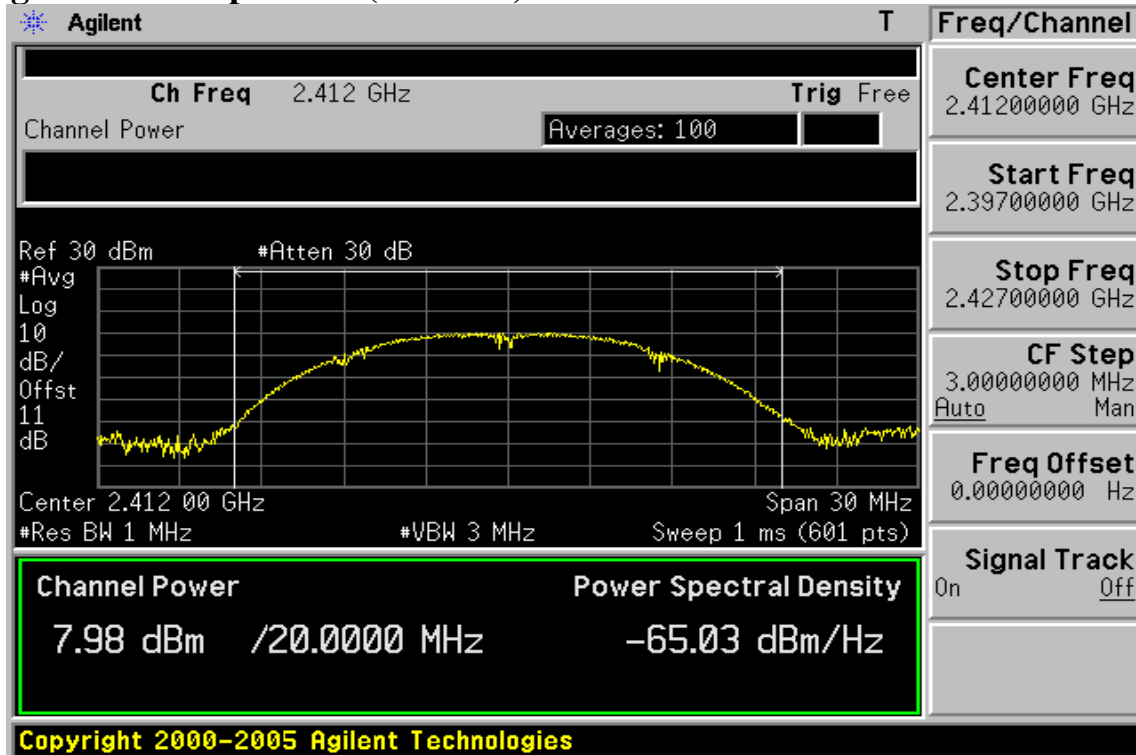 Agilent T
Ch Freq 2.412 GHz Trig Free
Channel Power Averages: 100
Ref 30 dBm #Atten 30 dB
#Avg
Log
10
dB/
Offst
11
dB
Center 2.412 00 GHz Span 30 MHz
#Res BW 1 MHz #VBW 3 MHz Sweep 1 ms (601 pts)
Channel Power Power Spectral Density
7.98 dBm /20.0000 MHz -65.03 dBm/Hz
Copyright 2000-2005 Agilent Technologies
Freq/Channel
Center Freq
2.41200000 GHz
Start Freq
2.39700000 GHz
Stop Freq
2.42700000 GHz
CF Step
3.00000000 MHz
Auto Man
Freq Offset
0.00000000 Hz
Signal Track
On Off